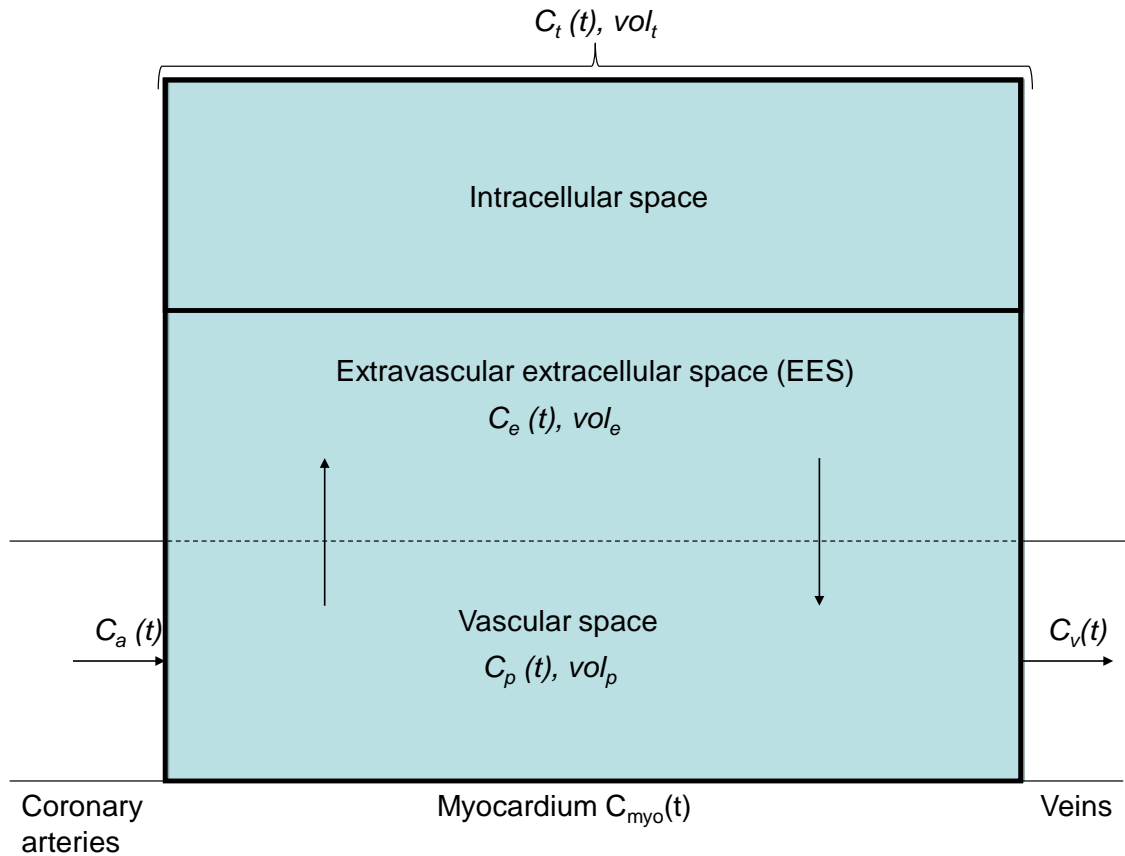 C_t (t), vol_t
Intracellular space
Extravascular extracellular space (EES)
C_e (t), vol_e
Vascular space
C_a (t)
C_p (t), vol_p
C_v(t)
Coronary
arteries
Myocardium C_myo(t)
Veins